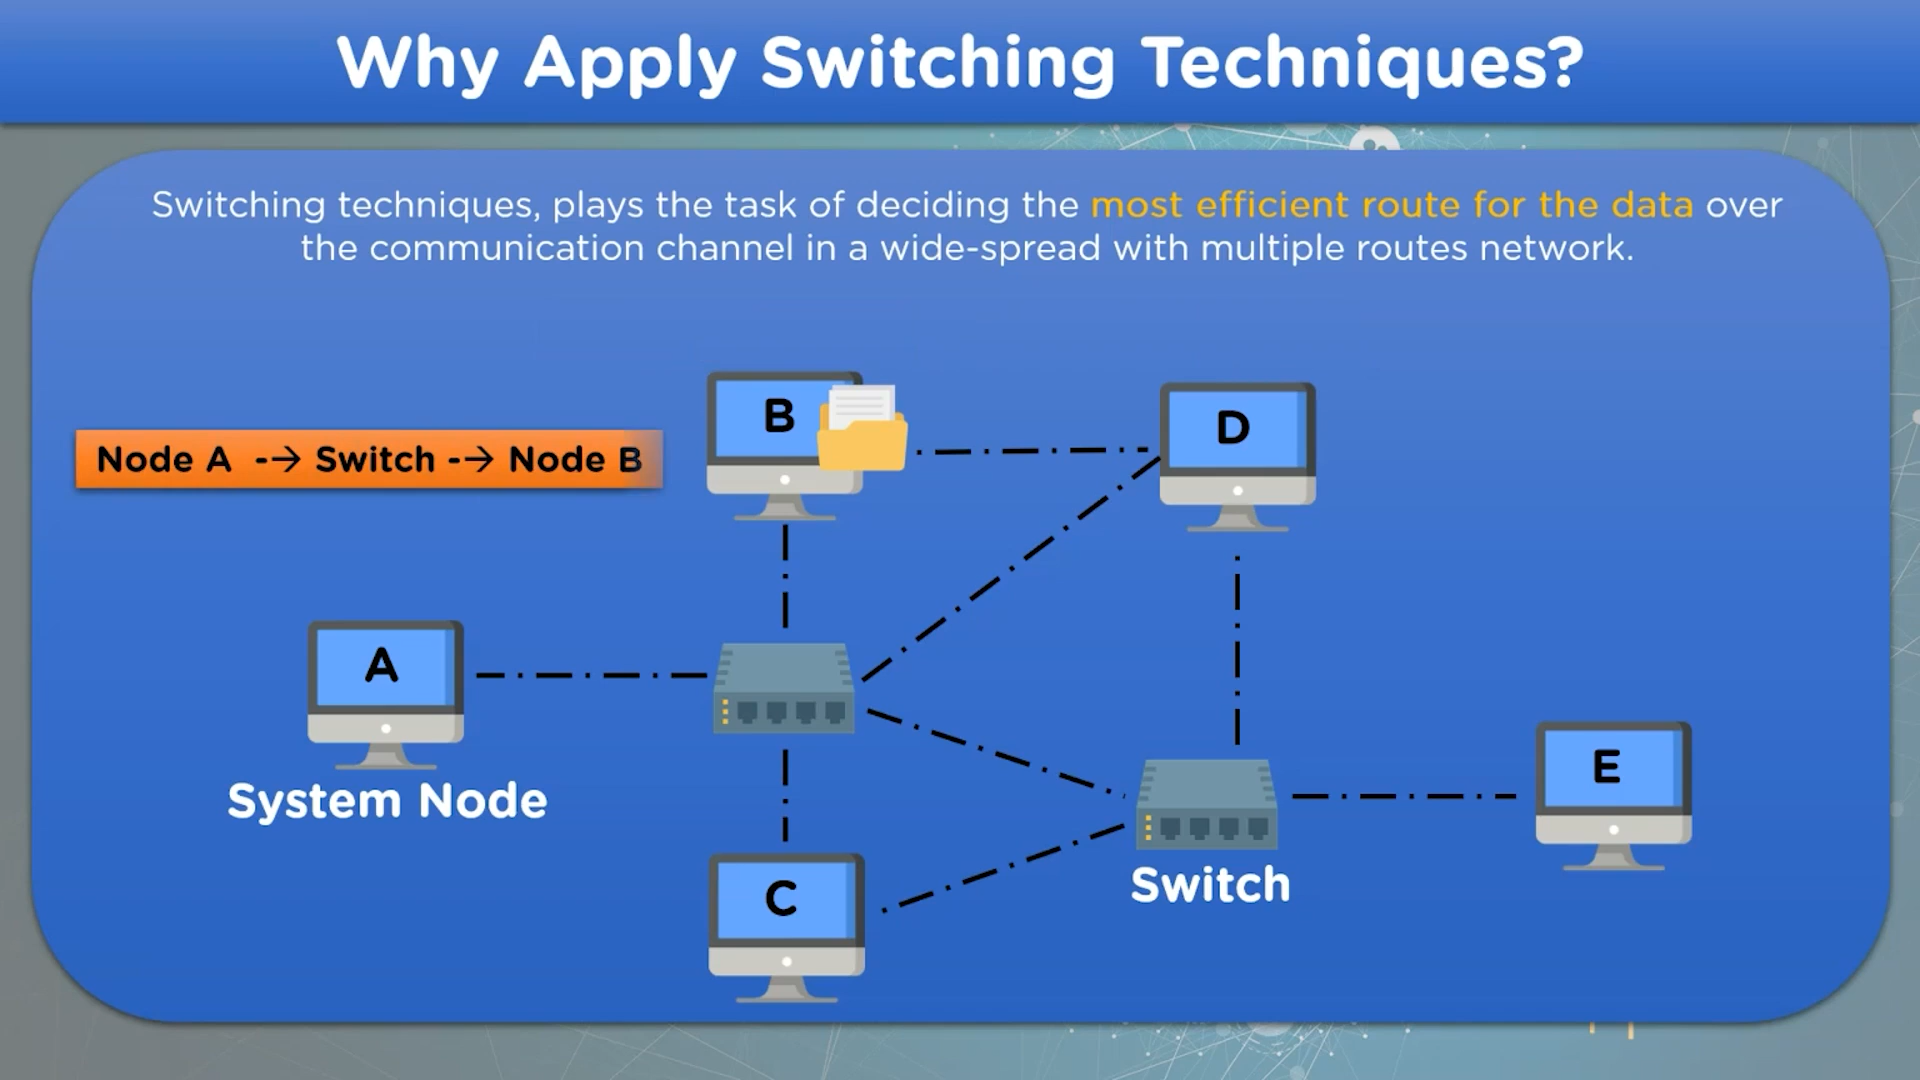 Why Apply Switching Techniques?
Switching techniques, plays the task of deciding the most efficient route for the data over
the communication channel in a wide-spread with multiple routes network.
B
D
Node A --> Switch --> Node B
A
System Node
E
Switch
C